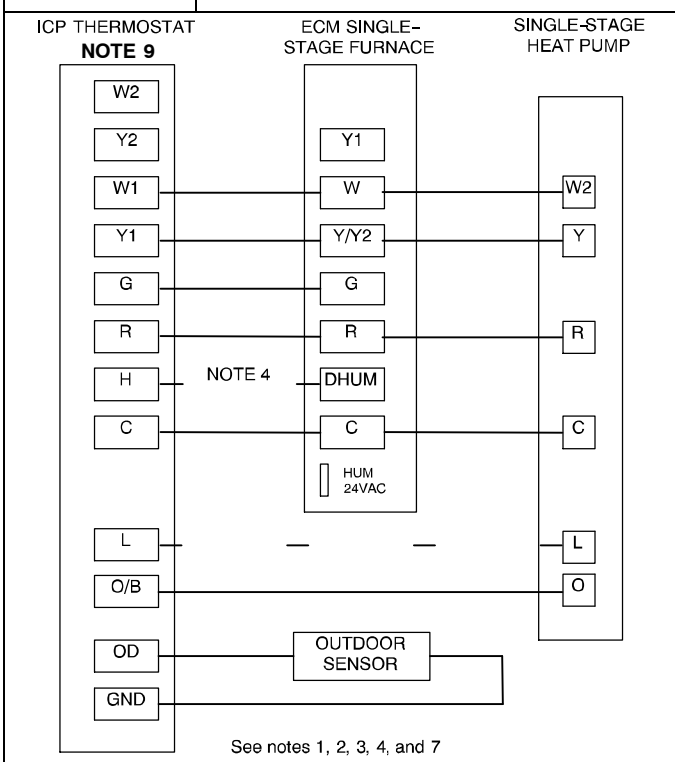 ICP THERMOSTAT
NOTE 9
ECM SINGLE-
STAGE FURNACE
SINGLE-STAGE
HEAT PUMP
W2
Y2 Y1
W1 W W2
Y1 Y/Y2 Y
G G
R R R
H NOTE 4 DHUM
C C C
HUM
24VAC
L L
O/B O
OD OUTDOOR
SENSOR
GND
See notes 1, 2, 3, 4, and 7